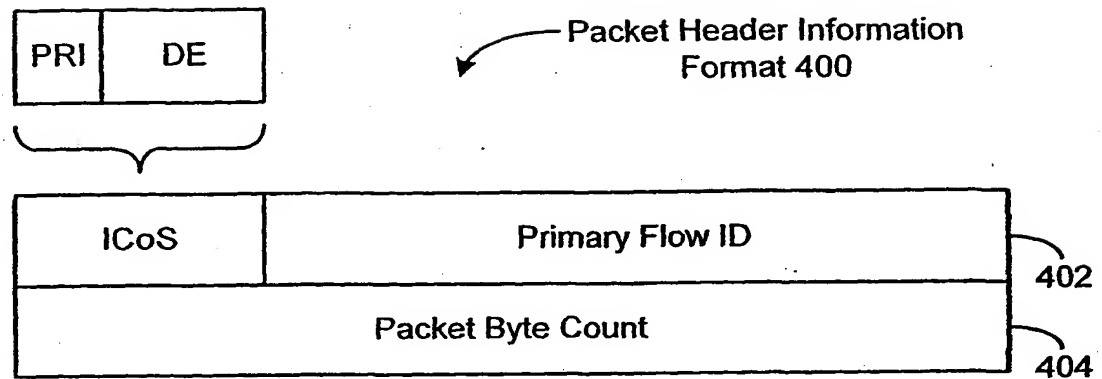 PRI DE
Packet Header Information
Format 400
ICoS Primary Flow ID
402
Packet Byte Count
404